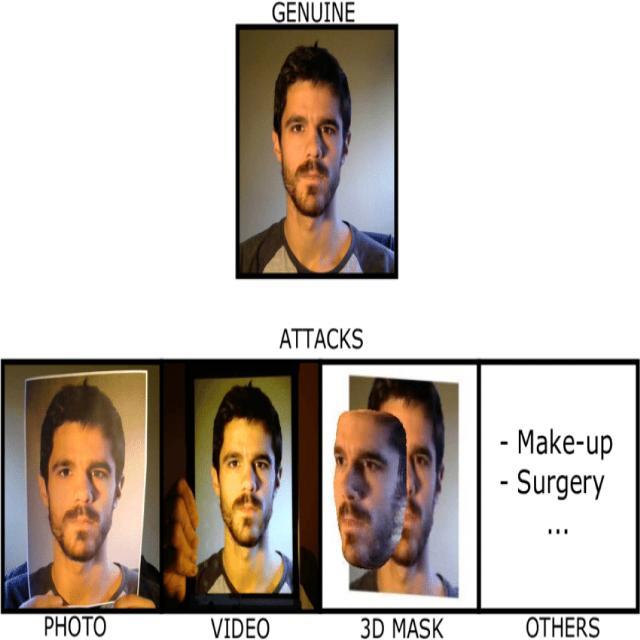 GENUINE
ATTACKS
- Make-up
- Surgery
...
PHOTO
VIDEO
3D MASK
OTHERS